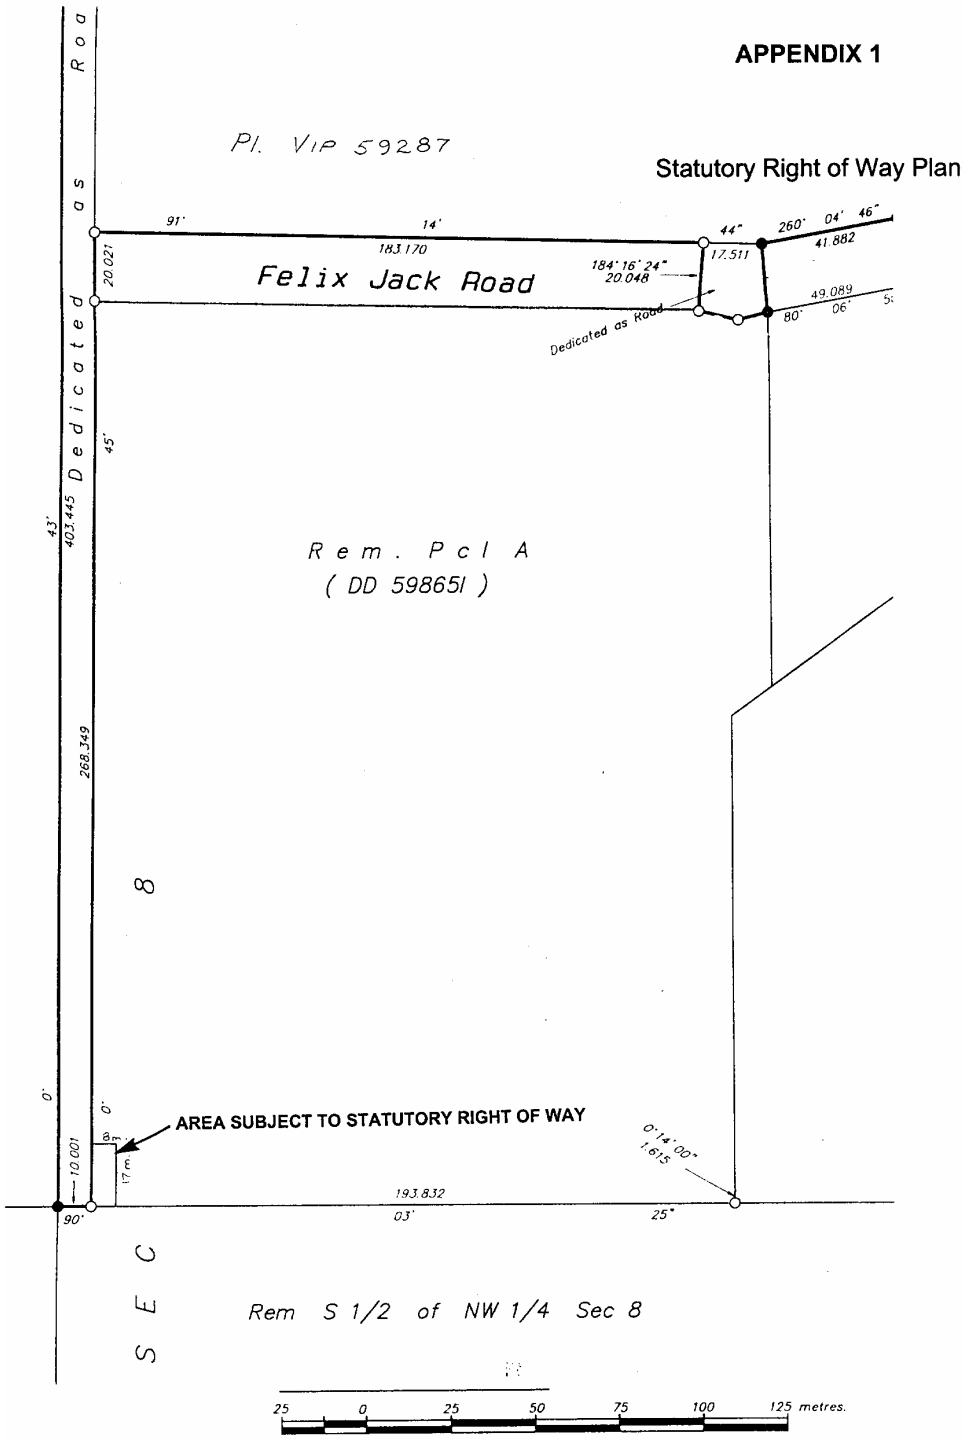 APPENDIX 1
Dedicated as Roa
Pl. VIP 59287
Statutory Right of Way Plan
91° 14' 44"
183.170
17.511
260° 04' 46"
41.882
20.021
Felix Jack Road
184°16'24"
20.048
Dedicated as Road
49.089
80° 06'
45'
43'
403.445
Rem. Pcl A
(DD 59865I)
268.349
8
0°
0°
AREA SUBJECT TO STATUTORY RIGHT OF WAY
17 m.
10.001
0°14'00"
1.615
193.832
90° 03' 25"
SEC
Rem S 1/2 of NW 1/4 Sec 8
25 0 25 50 75 100 125 metres.